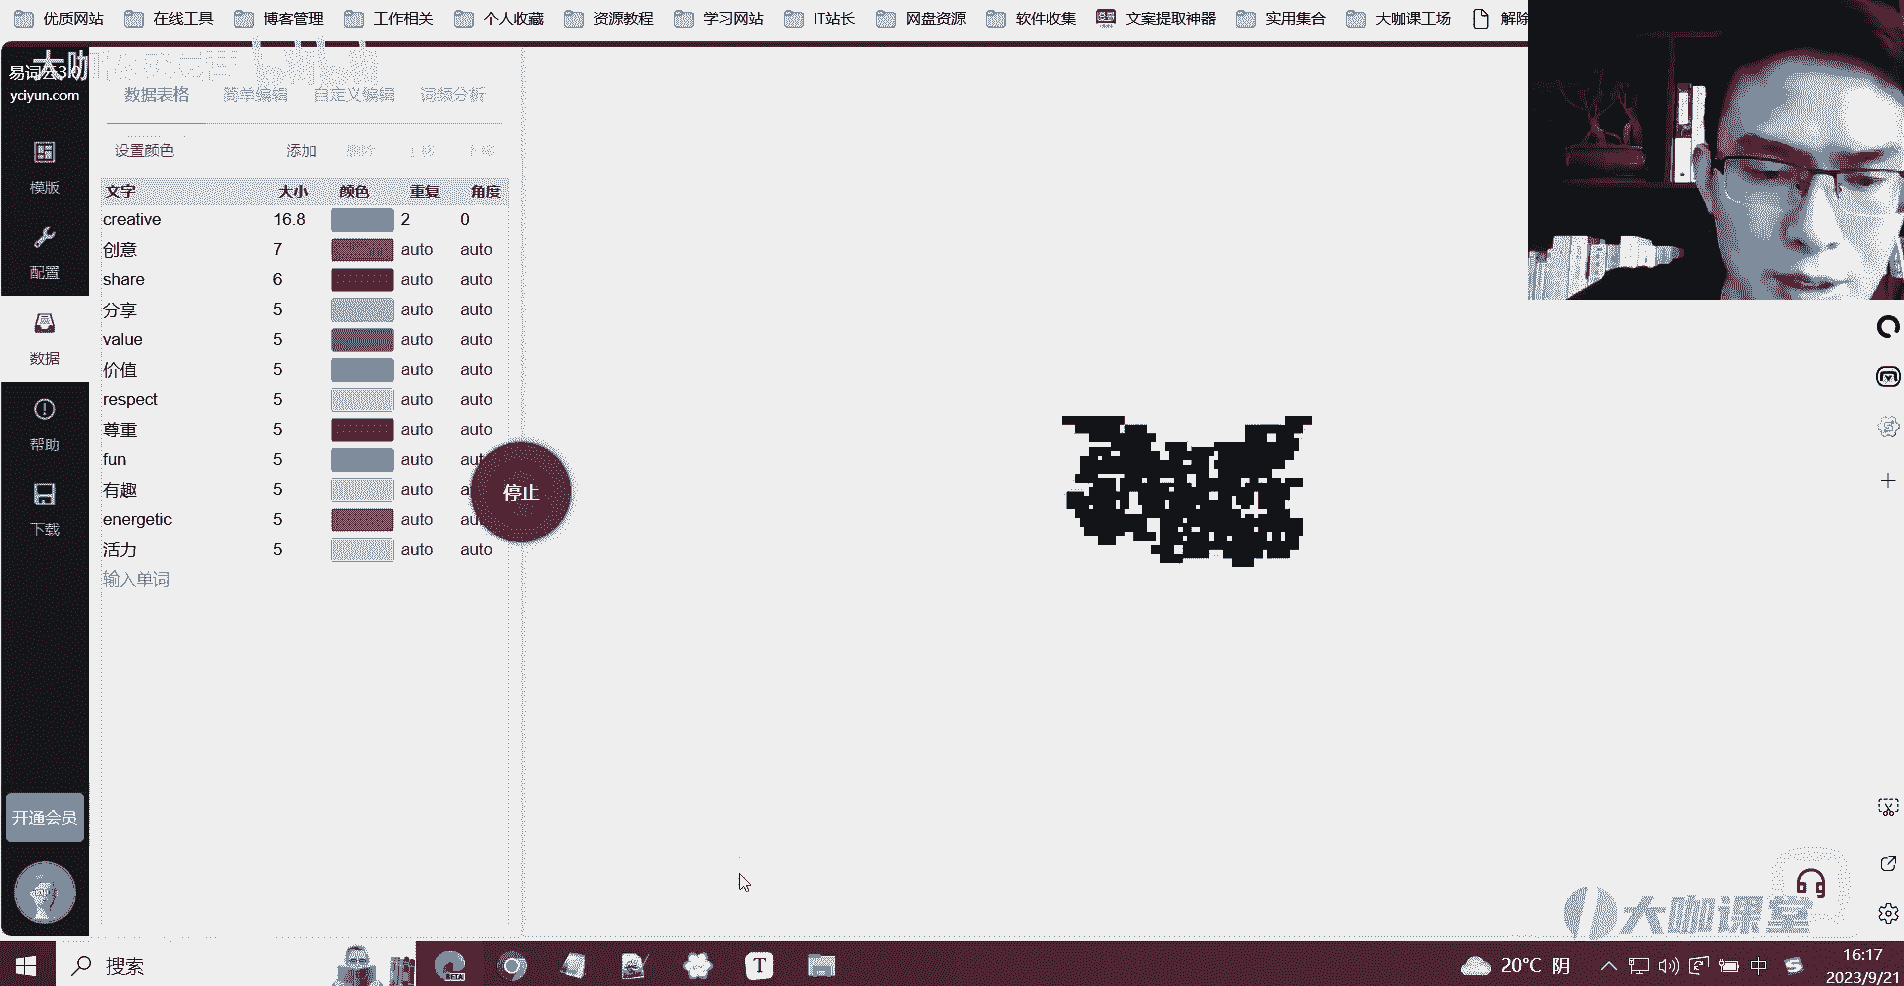 优质网站 在线工具 博客管理 工作相关 个人收藏 资源教程 学习网站 IT站长 网盘资源 软件收集 文案提取神器 实用集合 大咖课工场 解除
易词云3.0
大咖
yciyun.com
数据表格 简单编辑 自定义编辑 词频分析
设置颜色 添加 删除 上移 下移
文字 大小 颜色 重复 角度
creative 16.8 2 0
创意 7 auto auto
share 6 auto auto
分享 5 auto auto
value 5 auto auto
价值 5 auto auto
respect 5 auto auto
尊重 5 auto auto
fun 5 auto
有趣 5 auto
energetic 5 auto
活力 5 auto auto
输入单词
停止
模版
配置
数据
帮助
下载
开通会员
大咖课堂
搜索
BETA
T
20°C 阴
中
16:17
2023/9/21